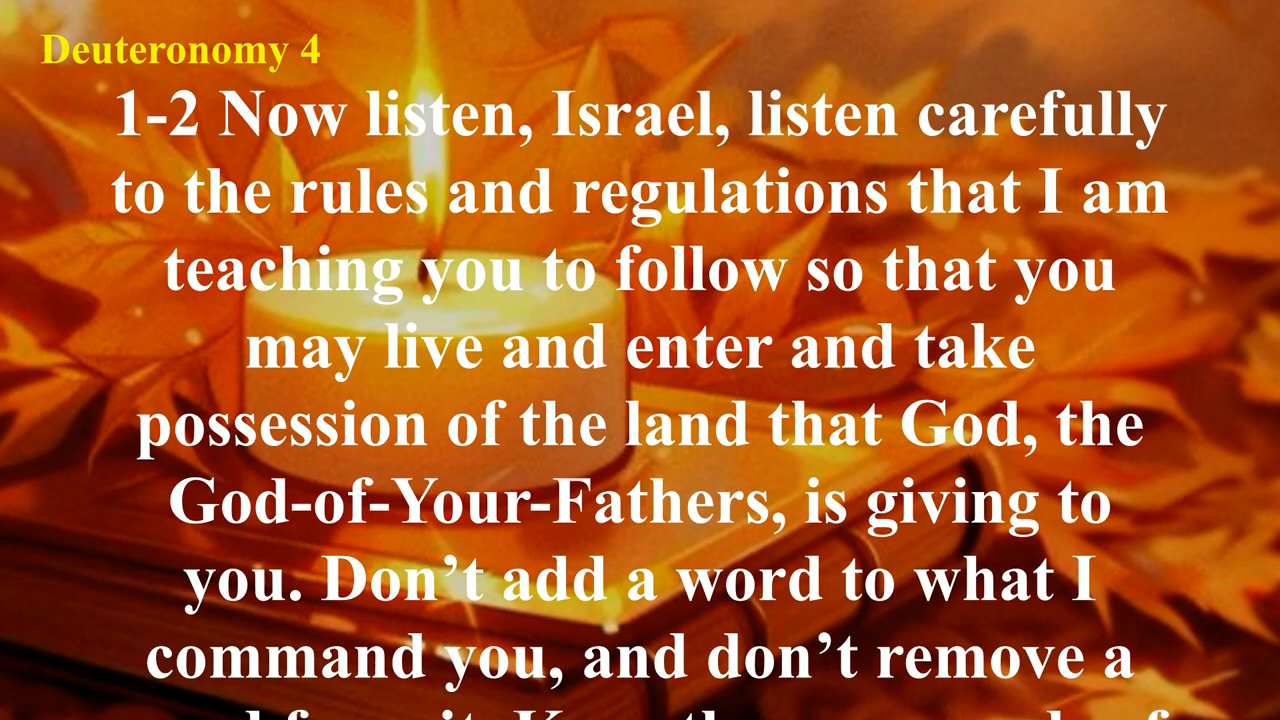 Deuteronomy 4
1-2 Now listen, Israel, listen carefully
to the rules and regulations that I am
teaching you to follow so that you
may live and enter and take
possession of the land that God, the
God-of-Your-Fathers, is giving to
you. Don’t add a word to what I
command you, and don’t remove a